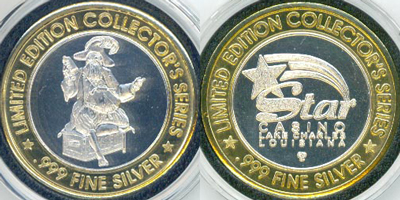 LIMITED EDITION COLLECTOR'S SERIES
.999 FINE SILVER
LIMITED EDITION COLLECTOR'S SERIES
Star
CASINO
LAKE CHARLES
LOUISIANA
.999 FINE SILVER